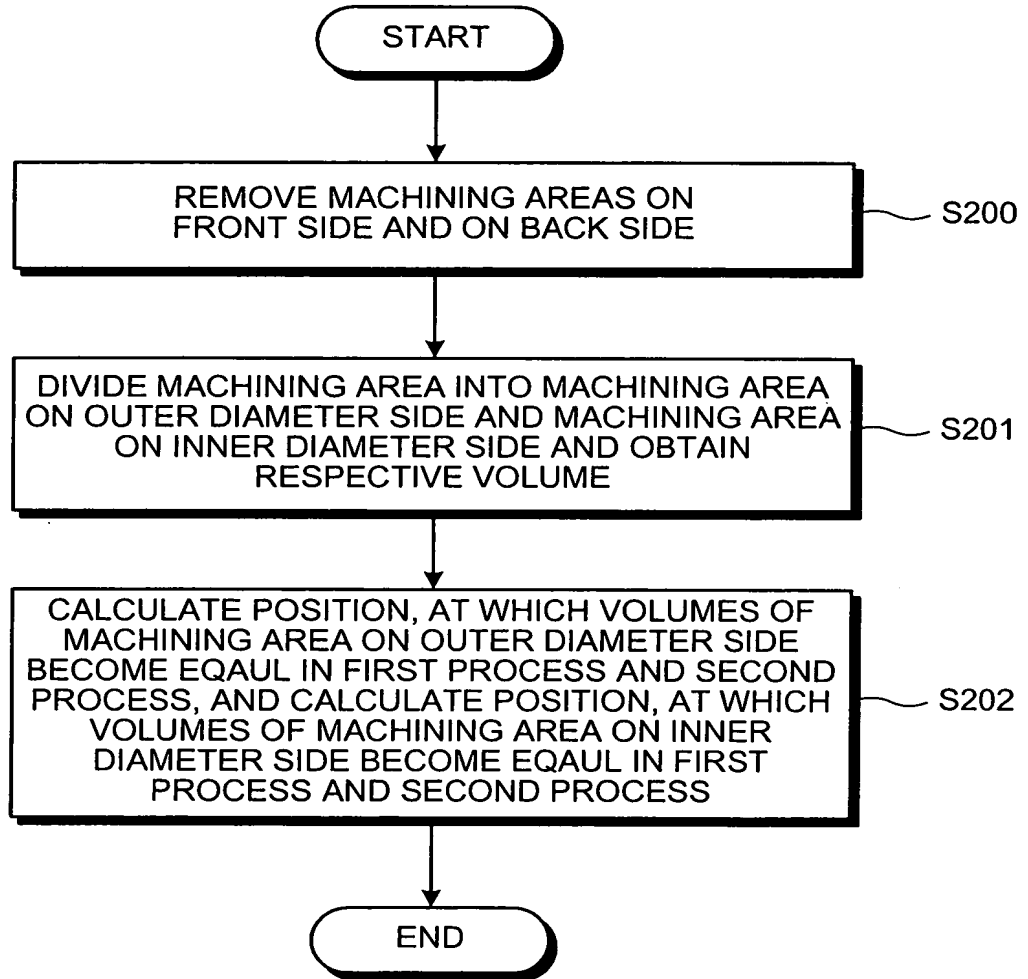 START
REMOVE MACHINING AREAS ON
FRONT SIDE AND ON BACK SIDE
S200
DIVIDE MACHINING AREA INTO MACHINING AREA
ON OUTER DIAMETER SIDE AND MACHINING AREA
ON INNER DIAMETER SIDE AND OBTAIN
RESPECTIVE VOLUME
S201
CALCULATE POSITION, AT WHICH VOLUMES OF
MACHINING AREA ON OUTER DIAMETER SIDE
BECOME EQAUL IN FIRST PROCESS AND SECOND
PROCESS, AND CALCULATE POSITION, AT WHICH
VOLUMES OF MACHINING AREA ON INNER
DIAMETER SIDE BECOME EQAUL IN FIRST
PROCESS AND SECOND PROCESS
S202
END